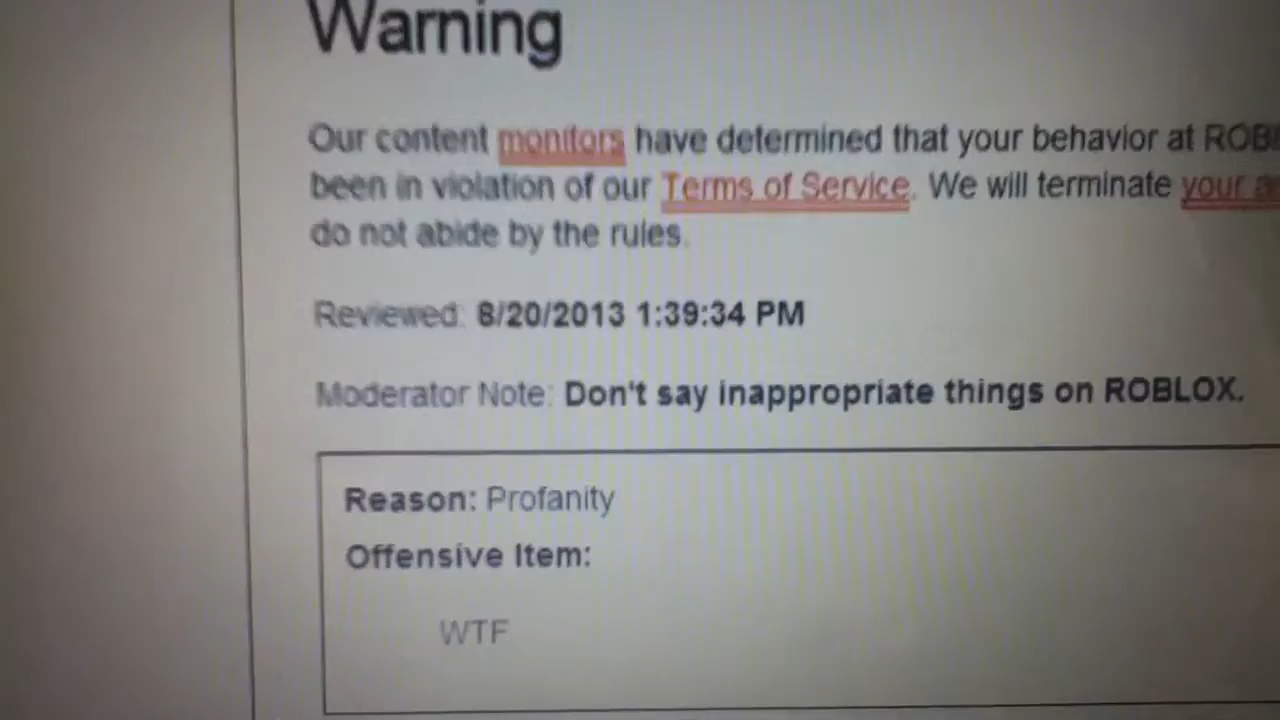 Warning
Our content monitors have determined that your behavior at ROB
been in violation of our Terms of Service. We will terminate your a
do not abide by the rules.
Reviewed: 8/20/2013 1:39:34 PM
Moderator Note: Don't say inappropriate things on ROBLOX.
Reason: Profanity
Offensive Item:
WTF